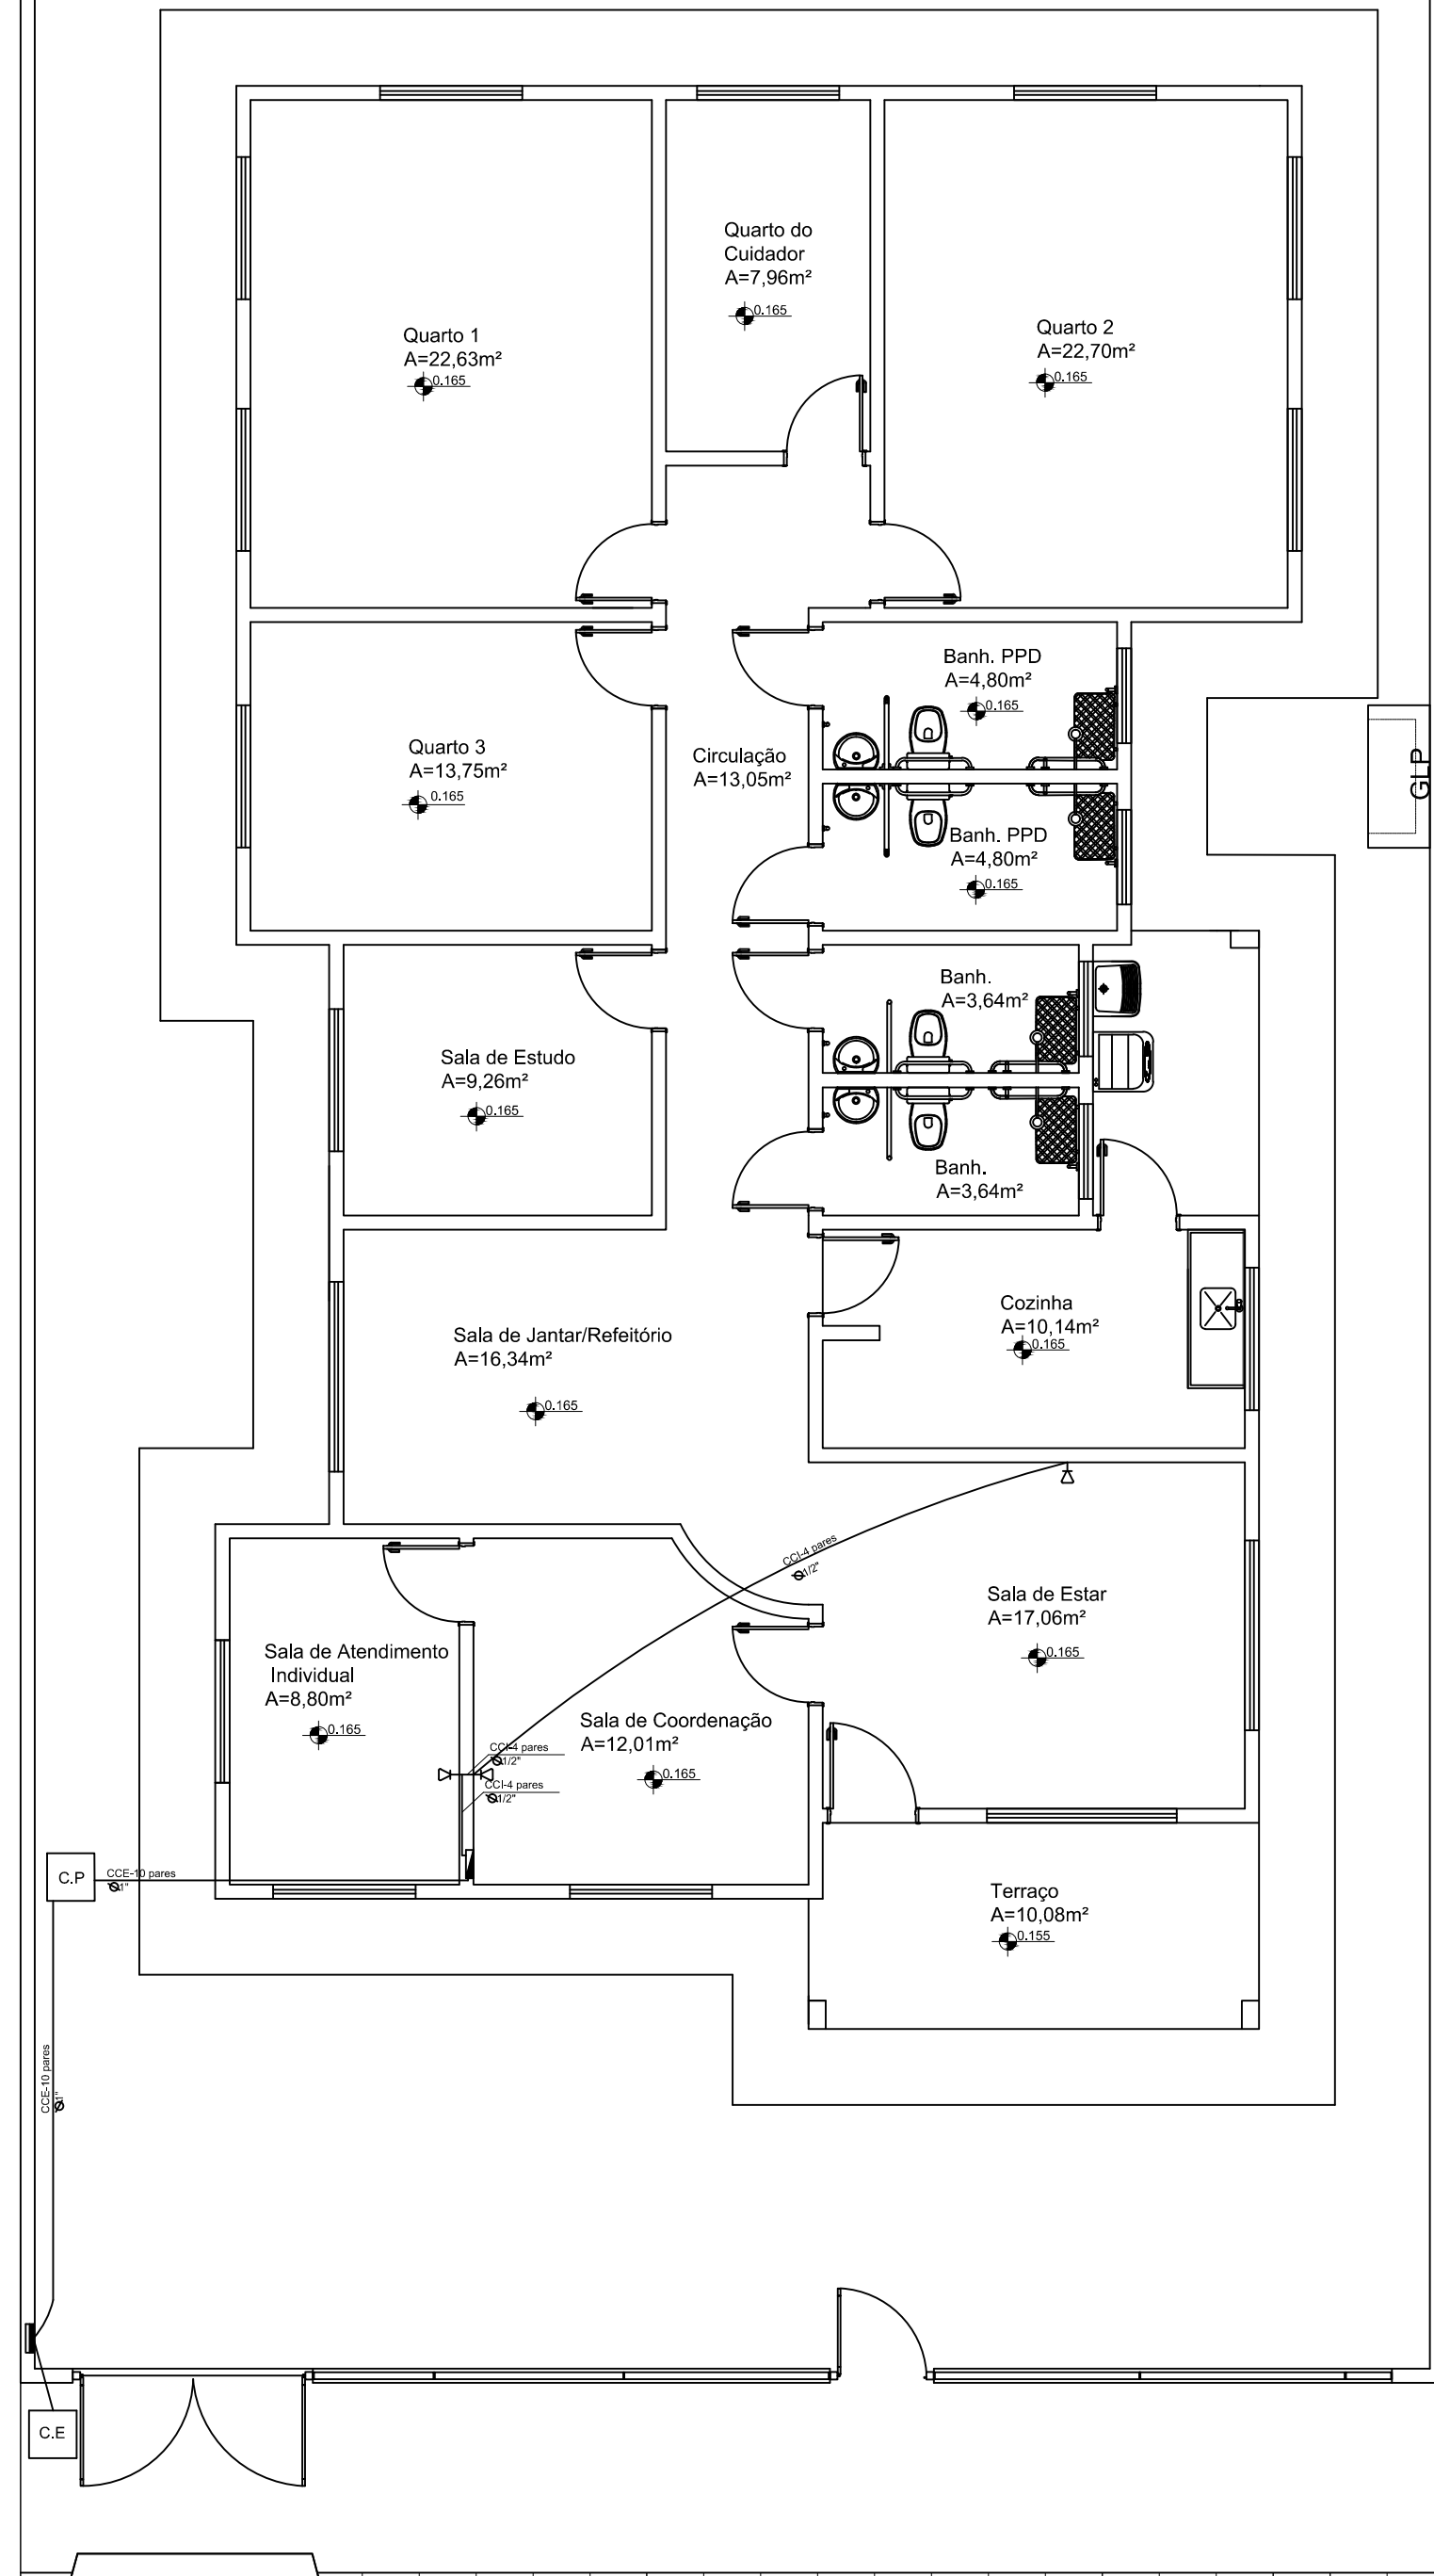 Quarto do
Cuidador
A=7,96m²
0.165
Quarto 1
A=22,63m²
0.165
Quarto 2
A=22,70m²
0.165
Banh. PPD
A=4,80m²
0.165
Quarto 3
A=13,75m²
0.165
Circulação
A=13,05m²
GLP
Banh. PPD
A=4,80m²
0.165
Banh.
A=3,64m²
Sala de Estudo
A=9,26m²
0.165
Banh.
A=3,64m²
Cozinha
A=10,14m²
0.165
Sala de Jantar/Refeitório
A=16,34m²
0.165
CCI-4 pares
Ø1/2"
Sala de Estar
A=17,06m²
0.165
Sala de Atendimento
Individual
A=8,80m²
0.165
Sala de Coordenação
A=12,01m²
0.165
CCI-4 pares
Ø1/2"
CCI-4 pares
Ø1/2"
C.P
CCE-10 pares
Ø1"
Terraço
A=10,08m²
0.155
CCE-10 pares
Ø1"
C.E